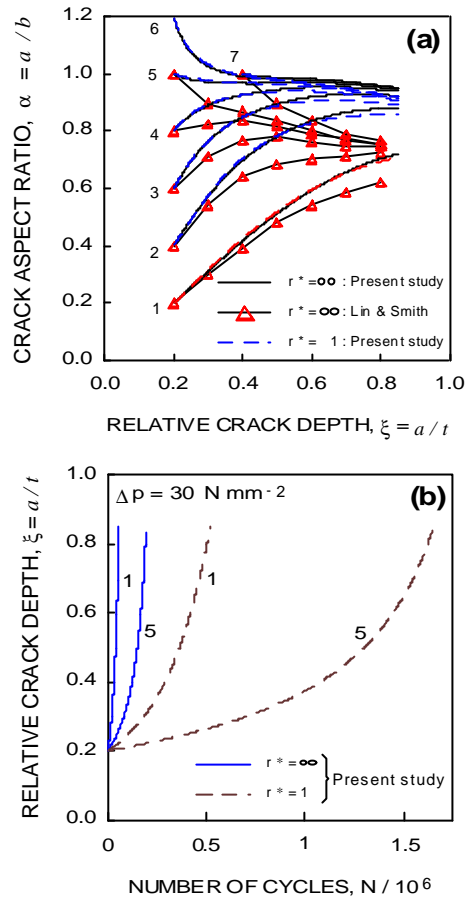 (a)
CRACK ASPECT RATIO, α = a / b
1.2
1.0
0.8
0.6
0.4
0.2
0.0
6
5
7
4
3
2
1
r * = oo : Present study
r * = ∞ : Lin & Smith
r * = 1 : Present study
0.0 0.2 0.4 0.6 0.8 1.0
RELATIVE CRACK DEPTH, ξ = a / t
(b)
Δ p = 30 N mm-2
RELATIVE CRACK DEPTH, ξ = a/t
1.0
0.8
0.6
0.4
0.2
0.0
1
5
1
5
r * = ∞
r * = 1
Present study
0 0.5 1 1.5
NUMBER OF CYCLES, N / 10⁶